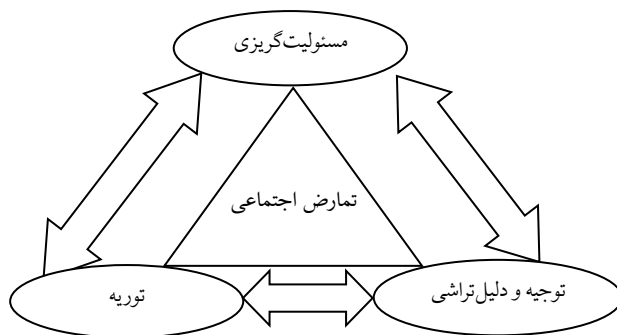 مسئولیت‌گریزی
تمارض اجتماعی
توجیه و دلیل‌تراشی
توریه